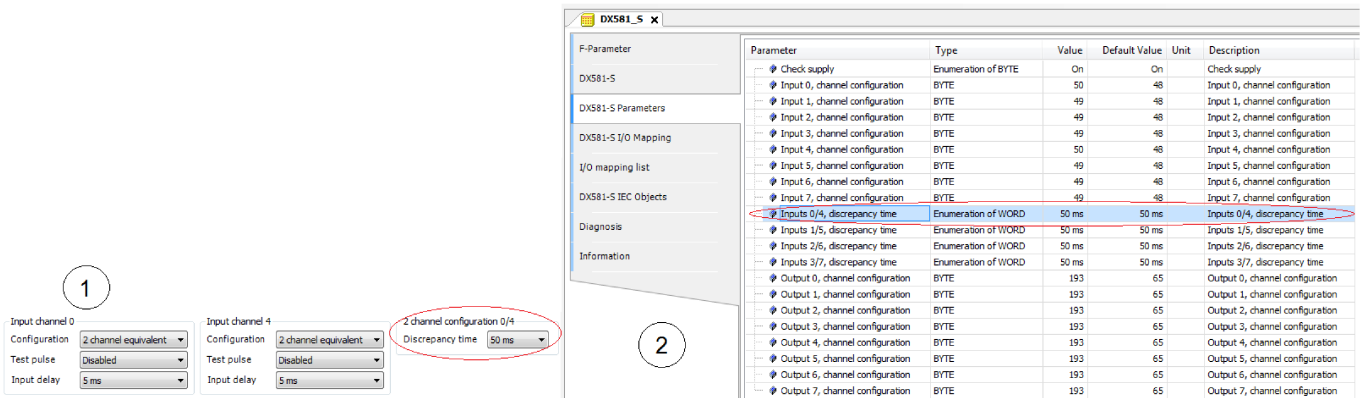 1
Input channel 0
Configuration 2 channel equivalent
Test pulse Disabled
Input delay 5 ms
Input channel 4
Configuration 2 channel equivalent
Test pulse Disabled
Input delay 5 ms
2 channel configuration 0/4
Discrepancy time 50 ms
DX581_S x
F-Parameter
DX581-S
DX581-S Parameters
DX581-S I/O Mapping
I/O mapping list
DX581-S IEC Objects
Diagnosis
Information
2
Parameter Type Value Default Value Unit Description
Check supply Enumeration of BYTE On On Check supply
Input 0, channel configuration BYTE 50 48 Input 0, channel configuration
Input 1, channel configuration BYTE 49 48 Input 1, channel configuration
Input 2, channel configuration BYTE 49 48 Input 2, channel configuration
Input 3, channel configuration BYTE 49 48 Input 3, channel configuration
Input 4, channel configuration BYTE 50 48 Input 4, channel configuration
Input 5, channel configuration BYTE 49 48 Input 5, channel configuration
Input 6, channel configuration BYTE 49 48 Input 6, channel configuration
Input 7, channel configuration BYTE 49 48 Input 7, channel configuration
Inputs 0/4, discrepancy time Enumeration of WORD 50 ms 50 ms Inputs 0/4, discrepancy time
Inputs 1/5, discrepancy time Enumeration of WORD 50 ms 50 ms Inputs 1/5, discrepancy time
Inputs 2/6, discrepancy time Enumeration of WORD 50 ms 50 ms Inputs 2/6, discrepancy time
Inputs 3/7, discrepancy time Enumeration of WORD 50 ms 50 ms Inputs 3/7, discrepancy time
Output 0, channel configuration BYTE 193 65 Output 0, channel configuration
Output 1, channel configuration BYTE 193 65 Output 1, channel configuration
Output 2, channel configuration BYTE 193 65 Output 2, channel configuration
Output 3, channel configuration BYTE 193 65 Output 3, channel configuration
Output 4, channel configuration BYTE 193 65 Output 4, channel configuration
Output 5, channel configuration BYTE 193 65 Output 5, channel configuration
Output 6, channel configuration BYTE 193 65 Output 6, channel configuration
Output 7, channel configuration BYTE 193 65 Output 7, channel configuration